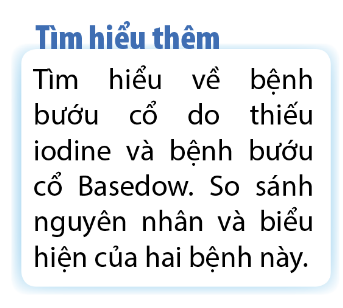 Tìm hiểu thêm
Tìm hiểu về bệnh
bướu cổ do thiếu
iodine và bệnh bướu
cổ Basedow. So sánh
nguyên nhân và biểu
hiện của hai bệnh này.